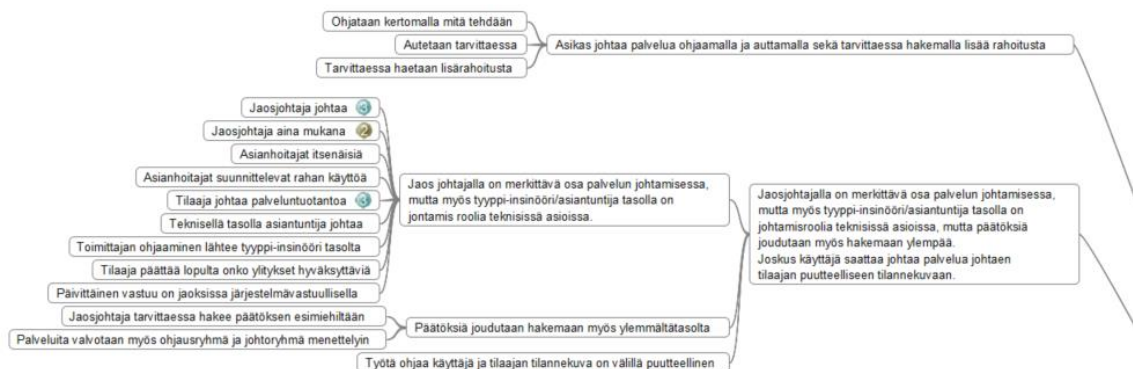 Ohjataan kertomalla mitä tehdään
Autetaan tarvittaessa
Tarvittaessa haetaan lisärahoitusta
Asikas johtaa palvelua ohjaamalla ja auttamalla sekä tarvittaessa hakemalla lisää rahoitusta
Jaosjohtaja johtaa 3
Jaosjohtaja aina mukana 2
Asianhoitajat itsenäisiä
Asianhoitajat suunnittelevat rahan käyttöä
Tilaaja johtaa palveluntuotantoa 3
Teknisellä tasolla asiantuntija johtaa
Toimittajan ohjaaminen lähtee tyyppi-insinööri tasolta
Tilaaja päättää lopulta onko ylitykset hyväksyttäviä
Päivittäinen vastuu on jaoksissa järjestelmävastuullisella
Jaos johtajalla on merkittävä osa palvelun johtamisessa,
mutta myös tyyppi-insinööri/asiantuntija tasolla on
jontamis roolia teknisissä asioissa.
Jaosjohtaja tarvittaessa hakee päätöksen esimiehiltään
Palveluita valvotaan myös ohjausryhmä ja johtoryhmä menettelyin
Päätöksiä joudutaan hakemaan myös ylemmältätasolta
Työtä ohjaa käyttäjä ja tilaajan tilannekuva on välillä puutteellinen
Jaosjohtajalla on merkittävä osa palvelun johtamisessa,
mutta myös tyyppi-insinööri/asiantuntija tasolla on
johtamisroolia teknisissä asioissa, mutta päätöksiä
joudutaan myös hakemaan ylempää.
Joskus käyttäjä saattaa johtaa palvelua johtaen
tilaajan puutteelliseen tilannekuvaan.